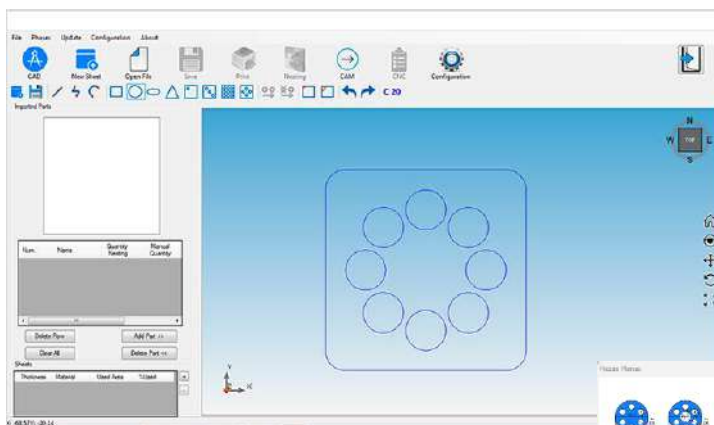 File Phases Update Configuration About
CAD New Sheet Open File Save Print Nesting CAM CNC Configuration
C 20
Imported Parts
N
W TOP E
S
Num. Name Quantity Nesting Manual Quantity
Delete Row Add Part >>
Clear All Delete Part <<
Sheets
Thickness Material Used Area %Used
Y
X